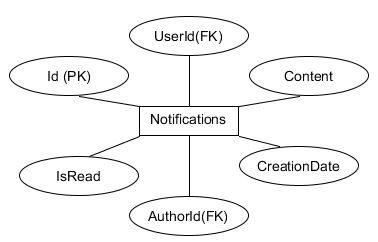 UserId(FK)
Id (PK)
Content
Notifications
IsRead
CreationDate
AuthorId(FK)